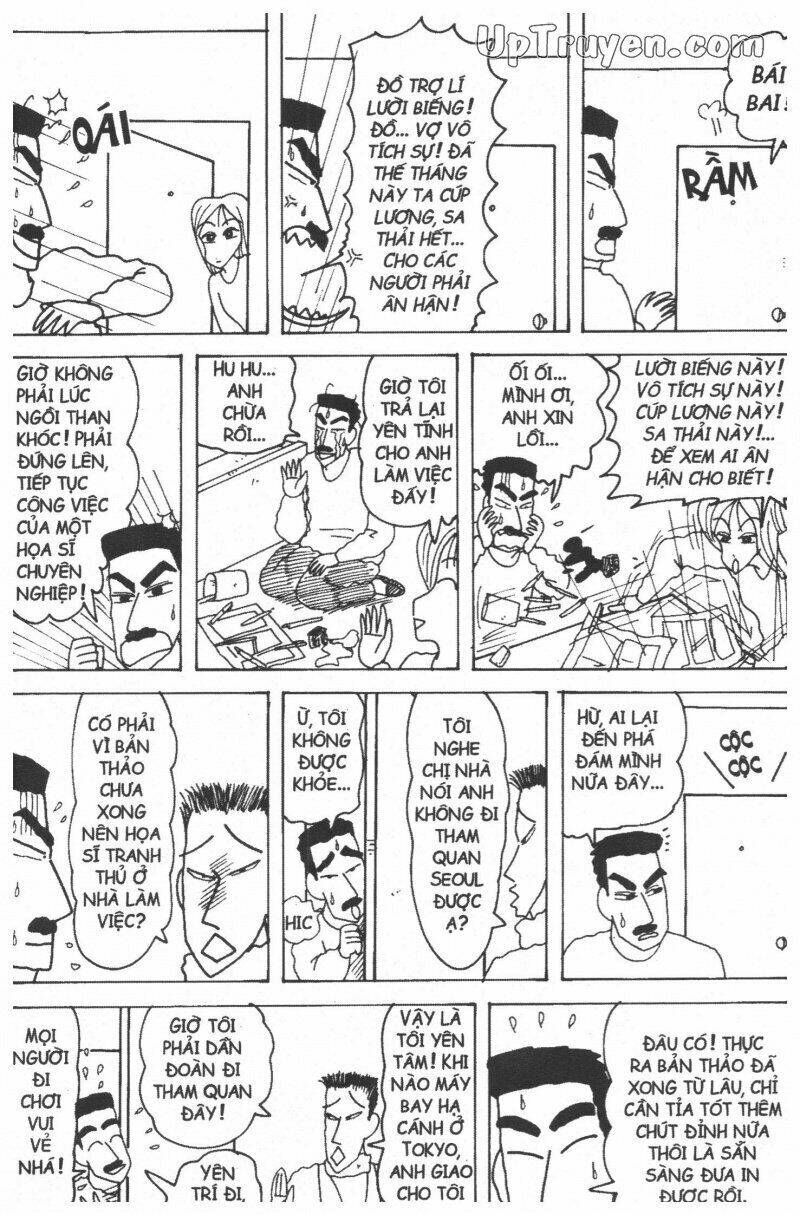 UpTruyen.com
BÁI
BAI!
RẦM
ĐỒ TRỢ LÍ
LƯỜI BIẾNG!
ĐỒ... VỢ VÔ
TÍCH SỰ! ĐÃ
THẾ THÁNG
NÀY TA CÚP
LƯƠNG, SA
THẢI HẾT...
CHO CÁC
NGƯỜI PHẢI
ÂN HẬN!
QÁI
LƯỜI BIẾNG NÀY!
VÔ TÍCH SỰ NÀY!
CÚP LƯƠNG NÀY!
SA THẢI NÀY!...
ĐỂ XEM AI ÂN
HẬN CHO BIẾT!
ỐI ỐI...
MÌNH ƠI,
ANH XIN
LỖI...
GIỜ TÔI
TRẢ LẠI
YÊN TĨNH
CHO ANH
LÀM VIỆC
ĐẤY!
HU HU...
ANH
CHỪA
RỒI...
GIỜ KHÔNG
PHẢI LÚC
NGỒI THAN
KHÓC! PHẢI
ĐỨNG LÊN,
TIẾP TỤC
CÔNG VIỆC
CỦA MỘT
HỌA SĨ
CHUYÊN
NGHIỆP!
CỘC
CỘC
HỪ, AI LẠI
ĐẾN PHÁ
ĐÁM MÌNH
NỮA ĐÂY...
TÔI
NGHE
CHỊ NHÀ
NÓI ANH
KHÔNG ĐI
THAM
QUAN
SEOUL
ĐƯỢC
Ạ?
Ừ, TÔI
KHÔNG
ĐƯỢC
KHỎE...
HIC
CÓ PHẢI
VÌ BẢN
THẢO
CHƯA
XONG
NÊN HỌA
SĨ TRANH
THỦ Ở
NHÀ LÀM
VIỆC?
ĐÂU CÓ! THỰC
RA BẢN THẢO ĐÃ
XONG TỪ LÂU, CHỈ
CẦN TỈA TÓT THÊM
CHÚT ĐỈNH NỮA
THÔI LÀ SẴN
SÀNG ĐƯA IN
ĐƯỢC RỒI.
VẬY LÀ
TÔI YÊN
TÂM! KHI
NÀO MÁY
BAY HẠ
CÁNH Ở
TOKYO,
ANH GIAO
CHO TÔI
GIỜ TÔI
PHẢI DẪN
ĐOÀN ĐI
THAM QUAN
ĐÂY!
YÊN
TRÍ ĐI,
MỌI
NGƯỜI
ĐI
CHƠI
VUI
VẺ
NHÁ!